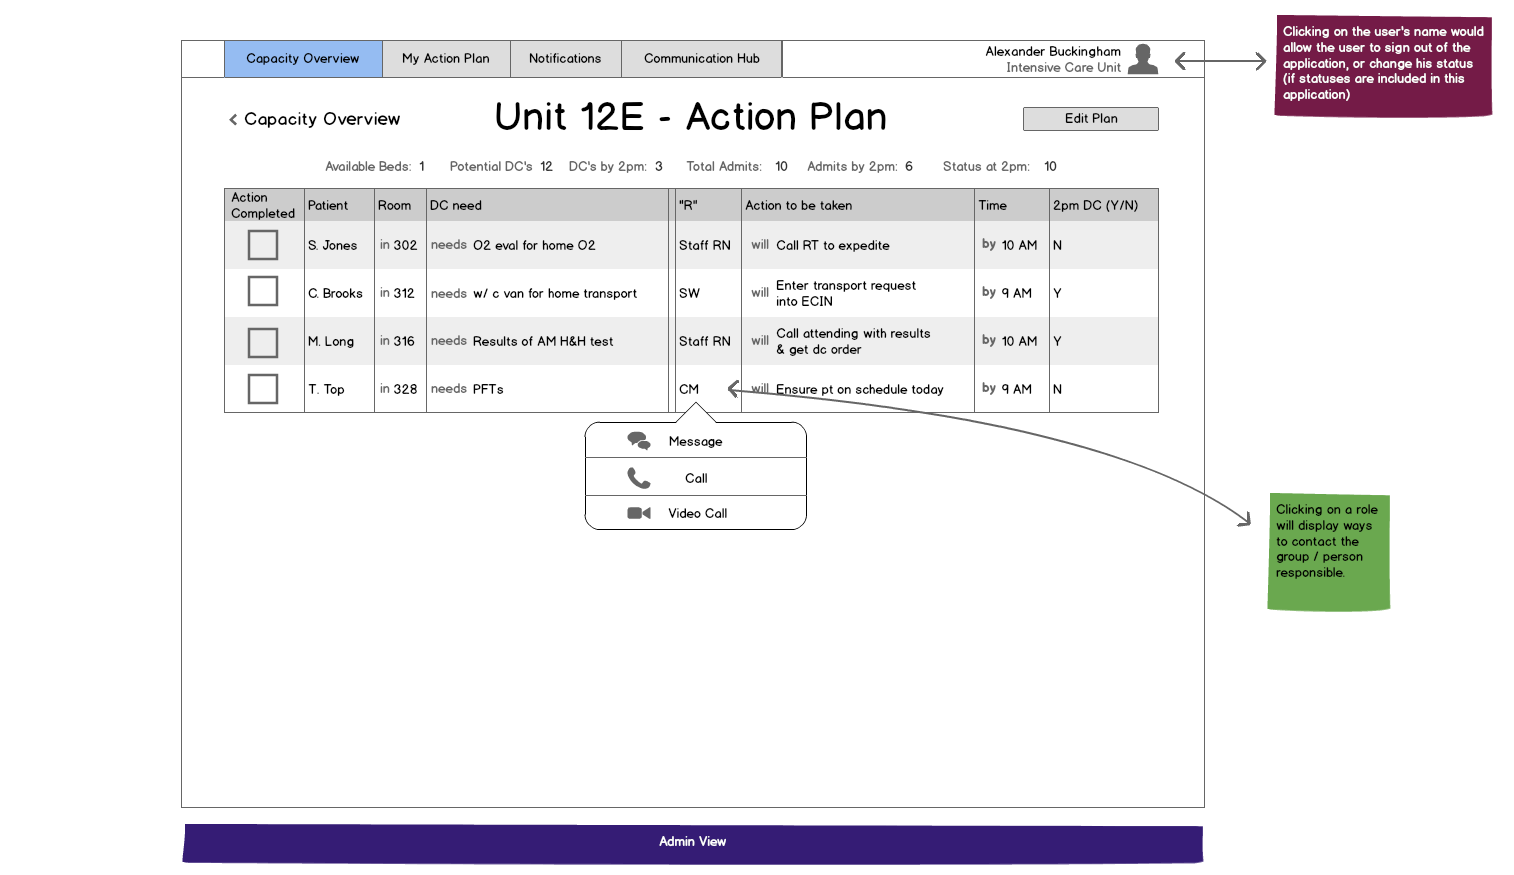 Capacity Overview My Action Plan Notifications Communication Hub
Alexander Buckingham
Intensive Care Unit
Clicking on the user's name would
allow the user to sign out of the
application, or change his status
(if statuses are included in this
application)
Capacity Overview
Unit 12E - Action Plan
Edit Plan
Available Beds: 1 Potential DC's 12 DC's by 2pm: 3 Total Admits: 10 Admits by 2pm: 6 Status at 2pm: 10
Action
Completed
Patient Room DC need "R" Action to be taken Time 2pm DC (Y/N)
S. Jones in 302 needs O2 eval for home O2 Staff RN will Call RT to expedite by 10 AM N
C. Brooks in 312 needs w/ c van for home transport SW will Enter transport request
into ECIN
by 9 AM Y
M. Long in 316 needs Results of AM H&H test Staff RN will Call attending with results
& get dc order
by 10 AM Y
T. Top in 328 needs PFTs CM will Ensure pt on schedule today by 9 AM N
Message
Call
Video Call
Clicking on a role
will display ways
to contact the
group / person
responsible.
Admin View